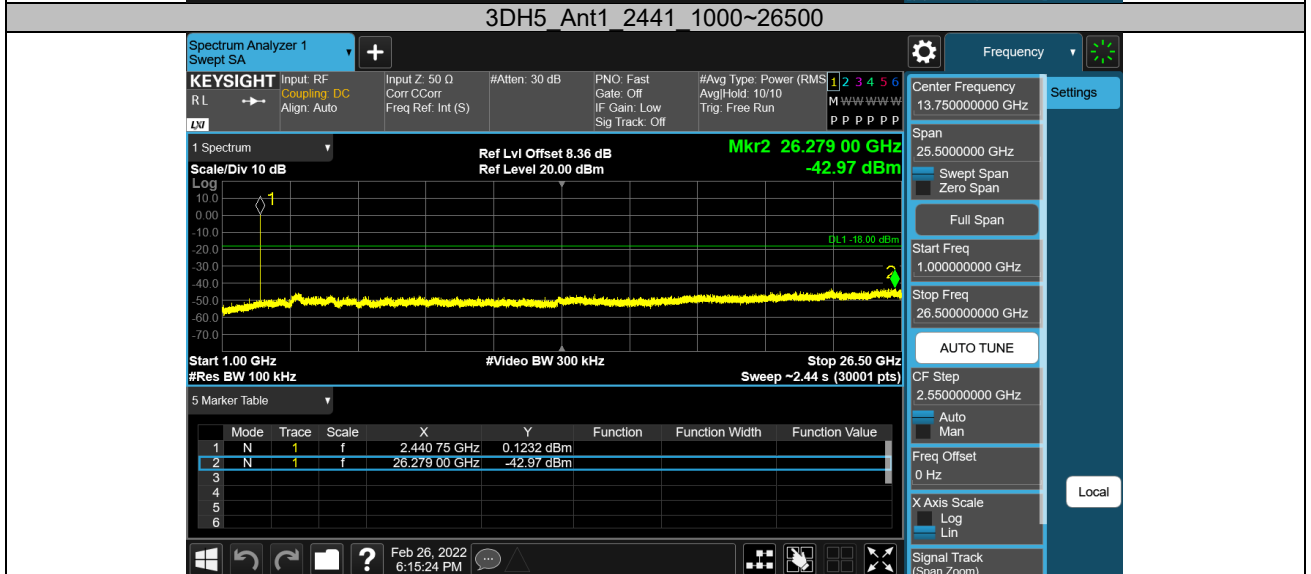 3DH5_Ant1_2441_1000~26500
Spectrum Analyzer 1
Swept SA
Frequency
KEYSIGHT
R L
LXI
Input: RF
Coupling: DC
Align: Auto
Input Z: 50 Ω
Corr CCorr
Freq Ref: Int (S)
#Atten: 30 dB
PNO: Fast
Gate: Off
IF Gain: Low
Sig Track: Off
#Avg Type: Power (RMS
Avg|Hold: 10/10
Trig: Free Run
1 2 3 4 5 6
M W W W W W
P P P P P P
1 Spectrum
Scale/Div 10 dB
Ref Lvl Offset 8.36 dB
Ref Level 20.00 dBm
Mkr2 26.279 00 GHz
-42.97 dBm
Log
10.0
0.00
-10.0
-20.0
-30.0
-40.0
-50.0
-60.0
-70.0
1
DL1 -18.00 dBm
2
Start 1.00 GHz
#Video BW 300 kHz
Stop 26.50 GHz
#Res BW 100 kHz
Sweep ~2.44 s (30001 pts)
5 Marker Table
Mode Trace Scale X Y Function Function Width Function Value
1 N 1 f 2.440 75 GHz 0.1232 dBm
2 N 1 f 26.279 00 GHz -42.97 dBm
3
4
5
6
?
Feb 26, 2022
6:15:24 PM
Center Frequency
13.750000000 GHz
Settings
Span
25.5000000 GHz
Swept Span
Zero Span
Full Span
Start Freq
1.000000000 GHz
Stop Freq
26.500000000 GHz
AUTO TUNE
CF Step
2.550000000 GHz
Auto
Man
Freq Offset
0 Hz
Local
X Axis Scale
Log
Lin
Signal Track
(Span Zoom)